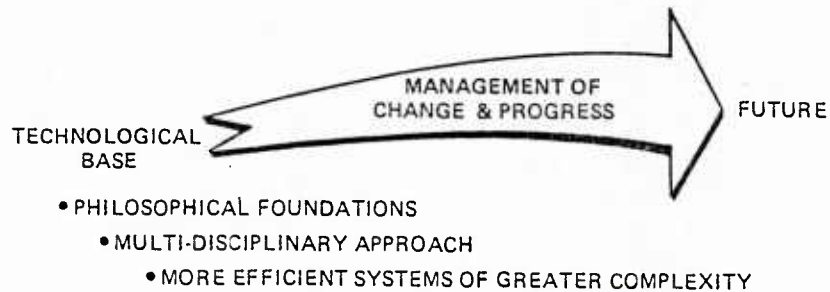 MANAGEMENT OF
CHANGE & PROGRESS
FUTURE
TECHNOLOGICAL
BASE
• PHILOSOPHICAL FOUNDATIONS
• MULTI-DISCIPLINARY APPROACH
• MORE EFFICIENT SYSTEMS OF GREATER COMPLEXITY